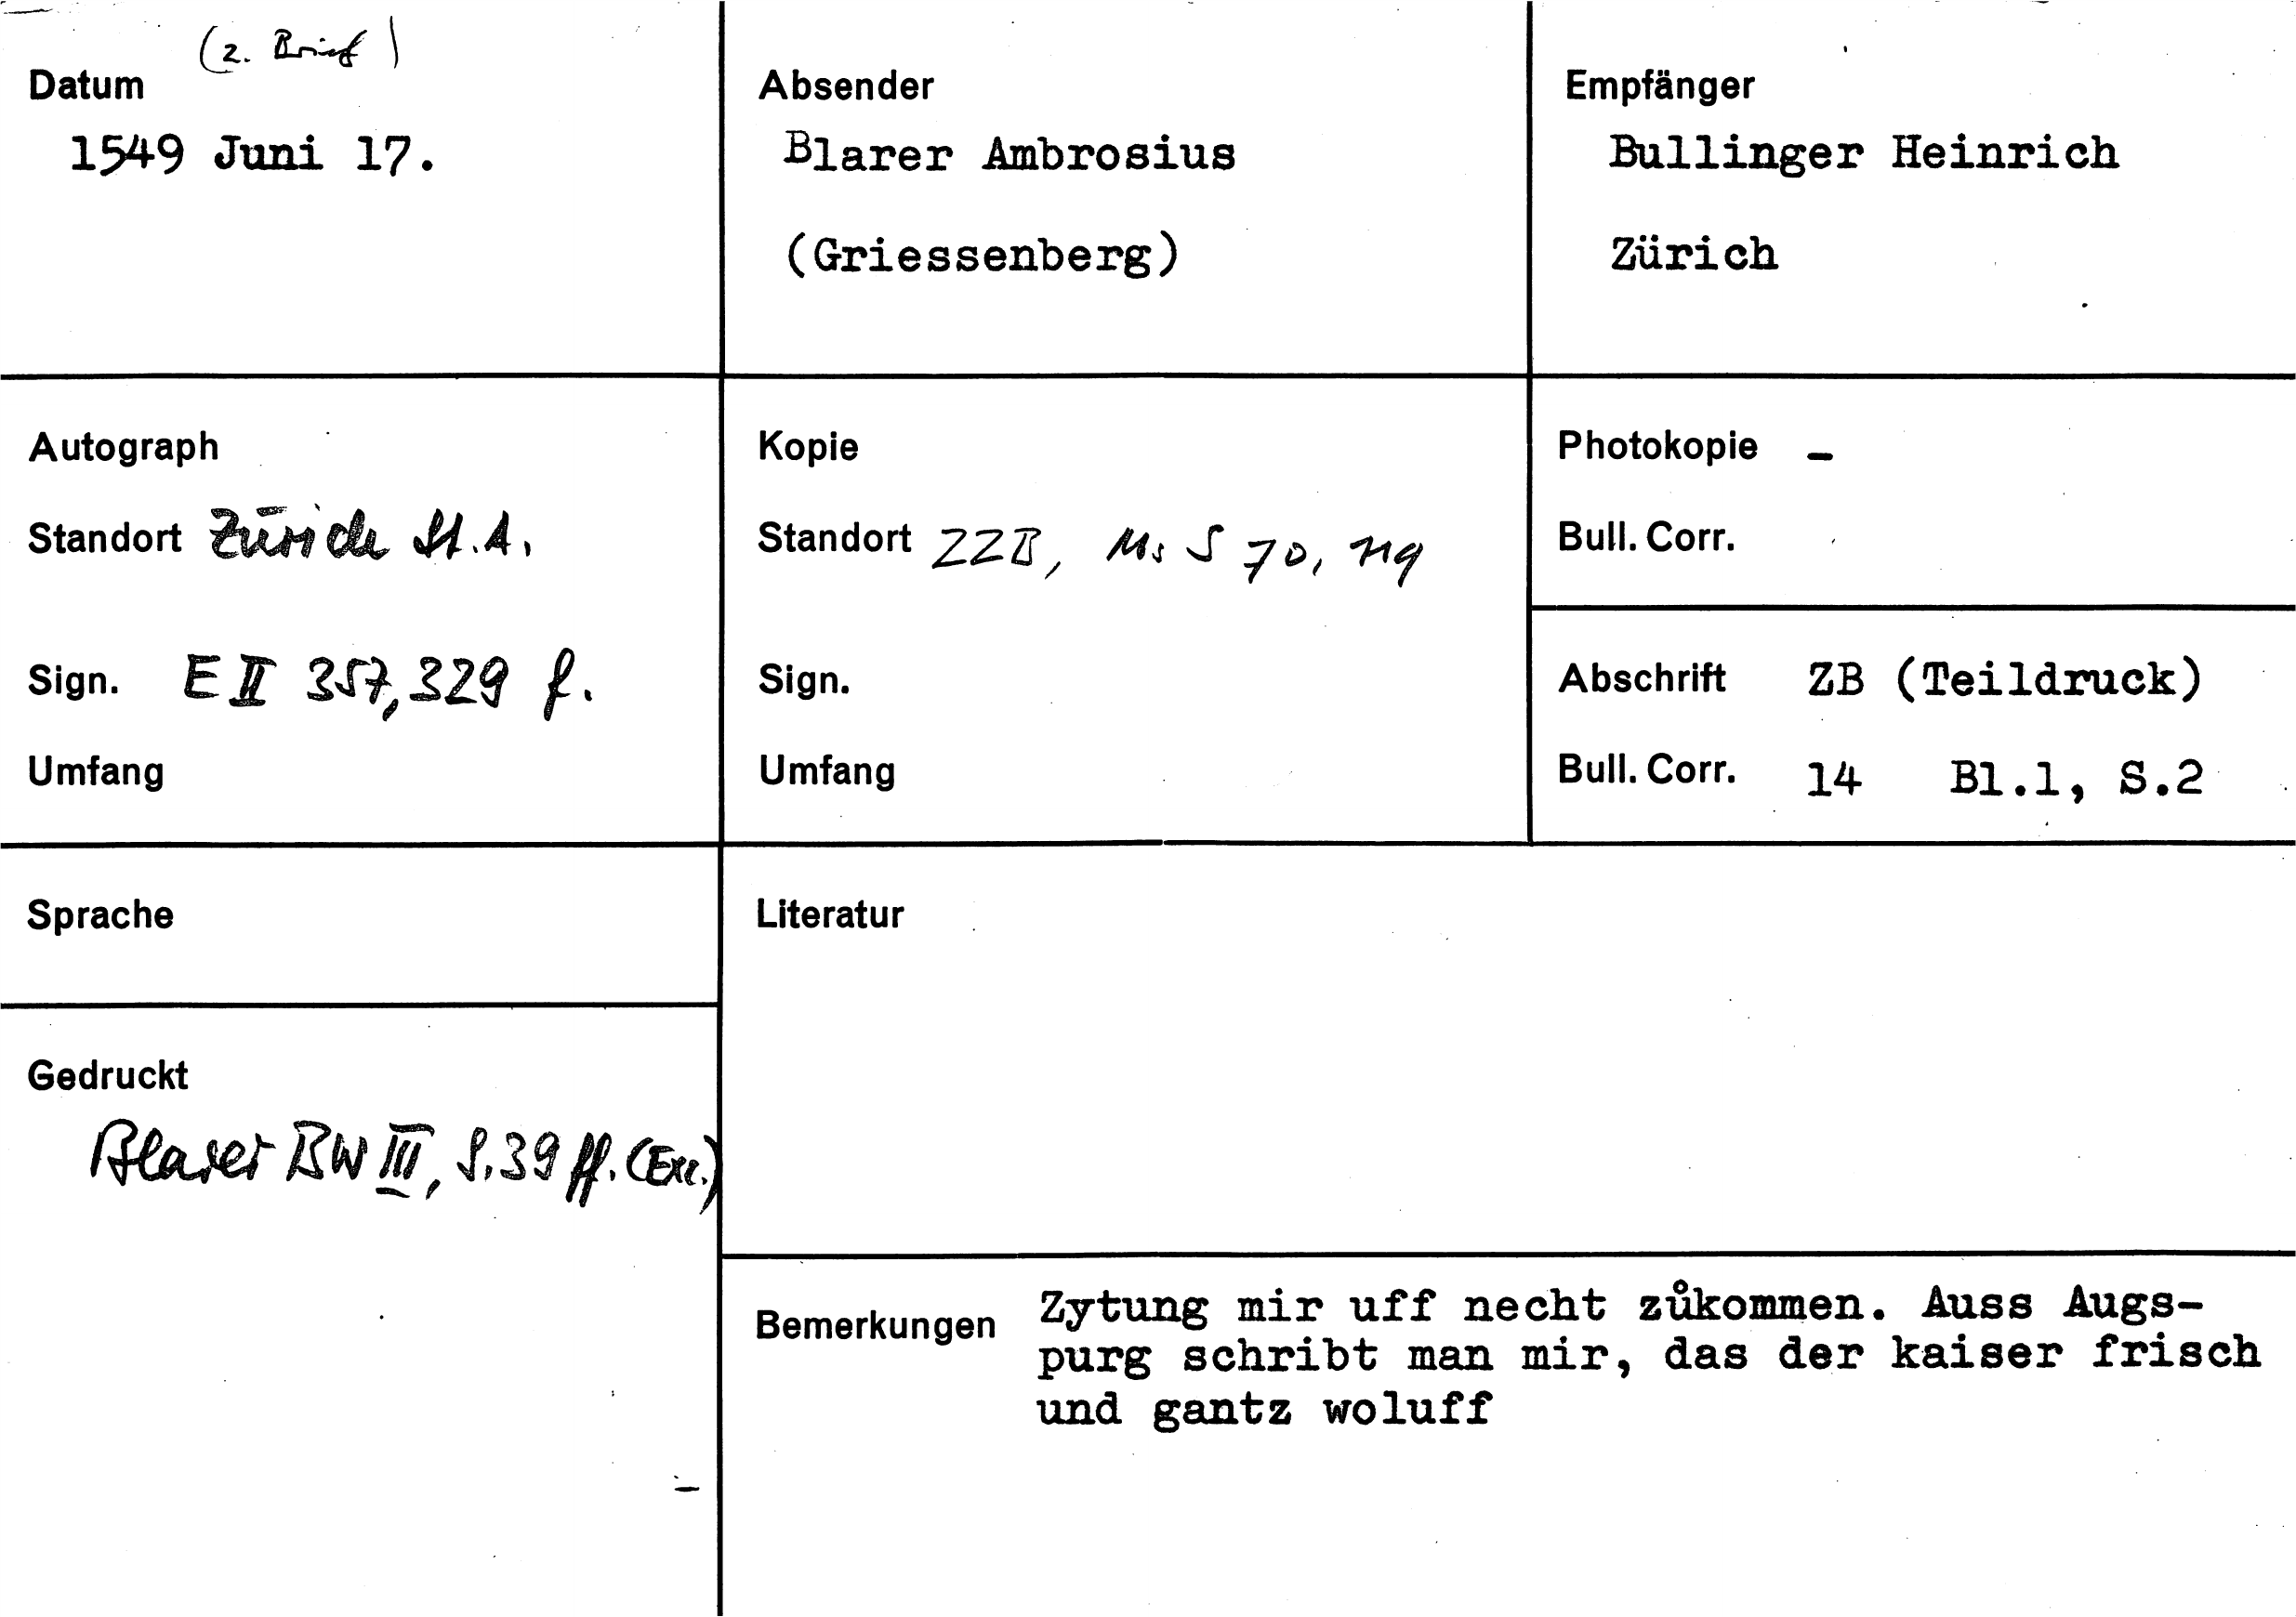 (2. Brief)
Datum
1549 Juni 17.
Absender
Blarer Ambrosius
(Griessenberg)
Empfänger
Bullinger Heinrich
Zürich
Autograph
Standort Zürich St.A.
Sign. E II 357, 329 f.
Umfang
Kopie
Standort ZZB, Ms S 70,
Sign.
Umfang
Photokopie –
Bull. Corr.
Abschrift ZB (Teildruck)
Bull. Corr. 14 Bl.1, S.2
Sprache
Gedruckt
Blarer BW III, S.39 ff. (Exc.)
Literatur
Bemerkungen Zytung mir uff necht zůkommen. Auss Augs-
purg schribt man mir, das der kaiser frisch
und gantz woluff